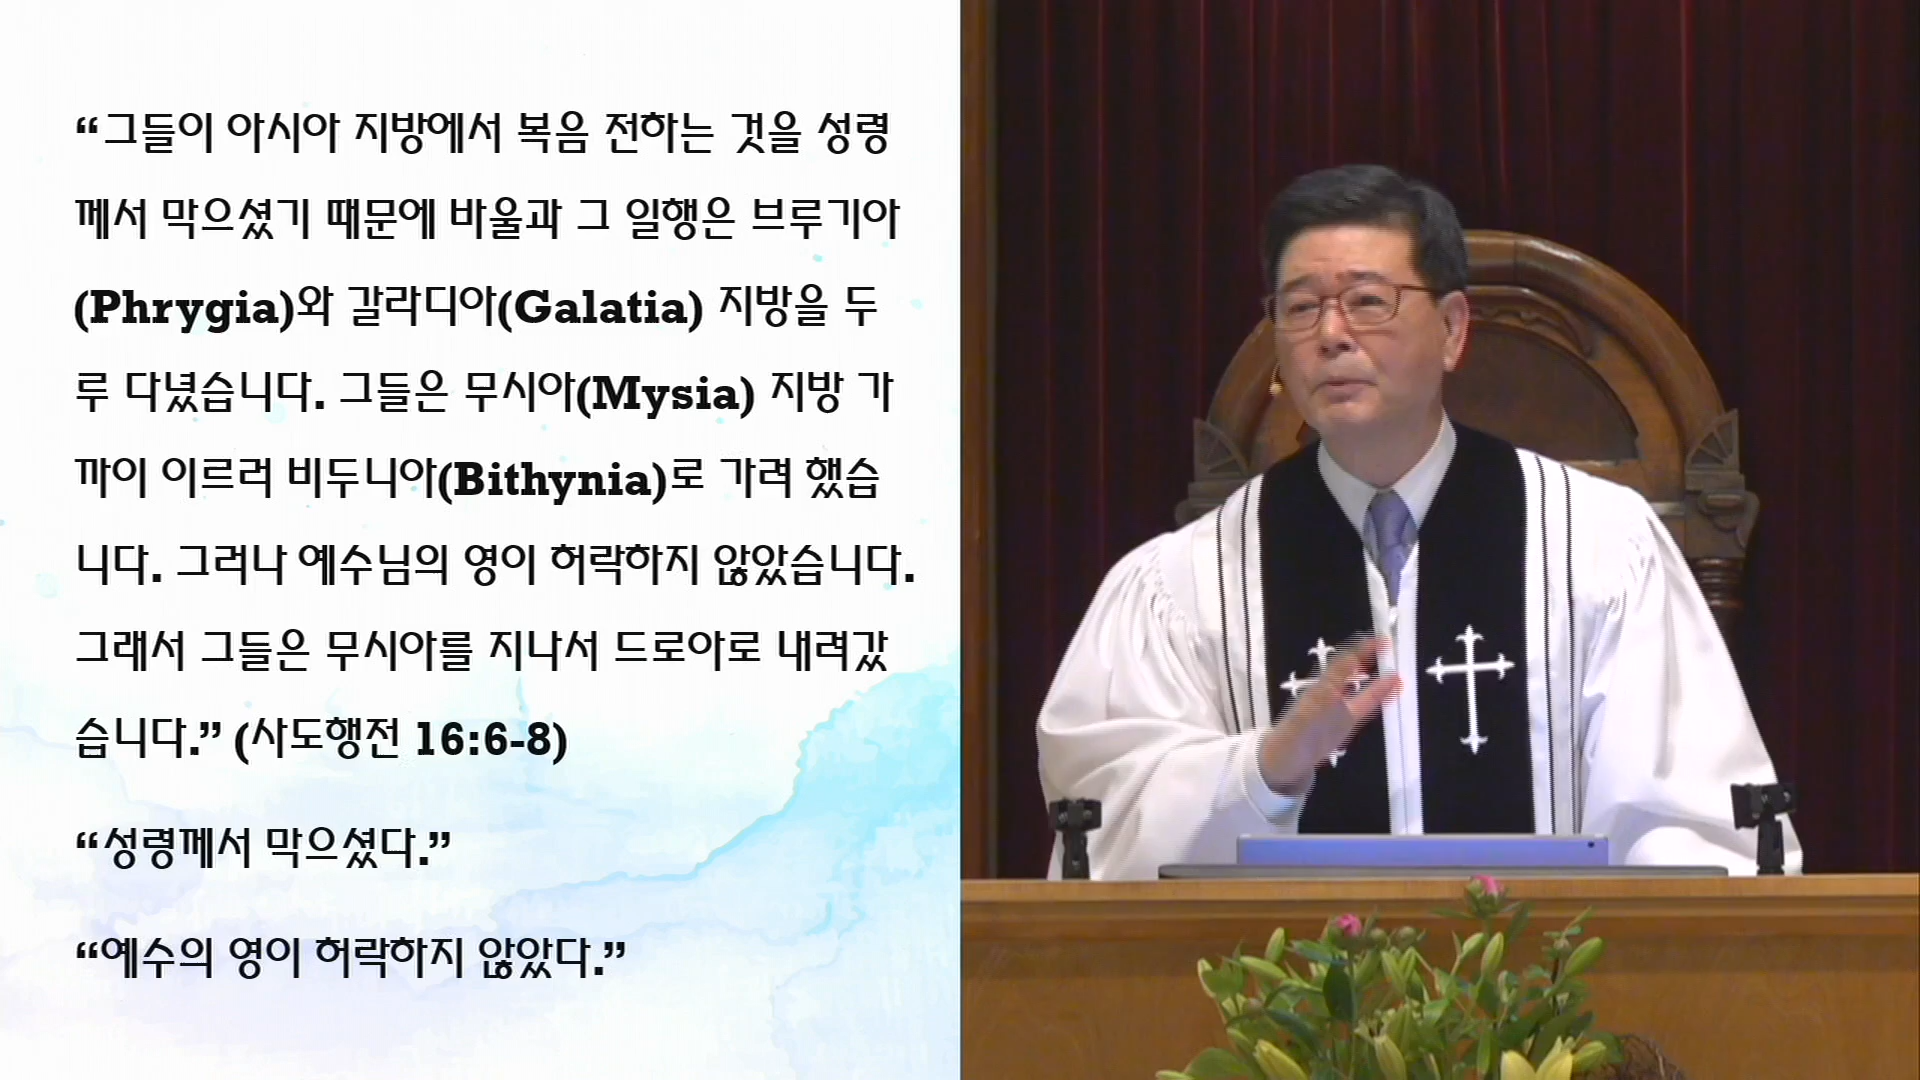 “그들이 아시아 지방에서 복음 전하는 것을 성령
께서 막으셨기 때문에 바울과 그 일행은 브루기아
(Phrygia)와 갈라디아(Galatia) 지방을 두
루 다녔습니다. 그들은 무시아(Mysia) 지방 가
까이 이르러 비두니아(Bithynia)로 가려 했습
니다. 그러나 예수님의 영이 허락하지 않았습니다.
그래서 그들은 무시아를 지나서 드로아로 내려갔
습니다.” (사도행전 16:6-8)
“성령께서 막으셨다.”
“예수의 영이 허락하지 않았다.”